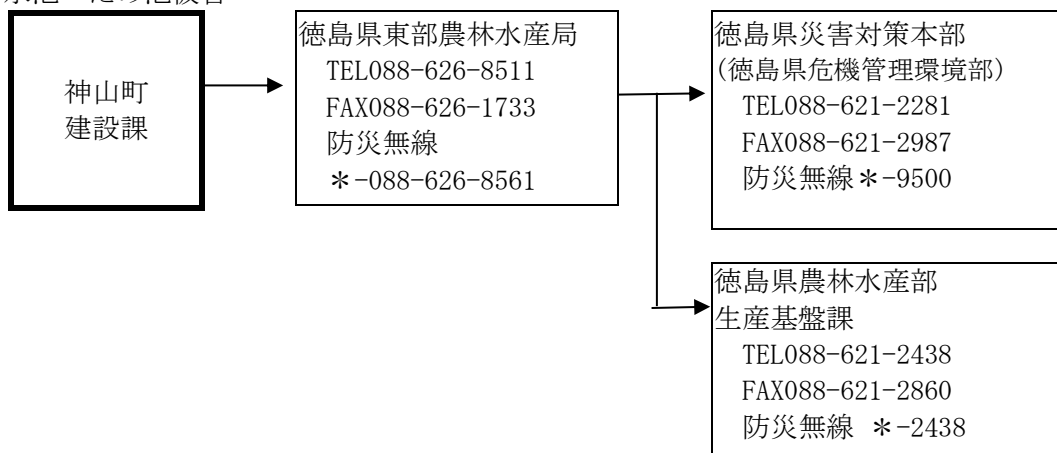 神山町
建設課
徳島県東部農林水産局
TEL088-626-8511
FAX088-626-1733
防災無線
＊-088-626-8561
徳島県災害対策本部
(徳島県危機管理環境部)
TEL088-621-2281
FAX088-621-2987
防災無線＊-9500
徳島県農林水産部
生産基盤課
TEL088-621-2438
FAX088-621-2860
防災無線 ＊-2438